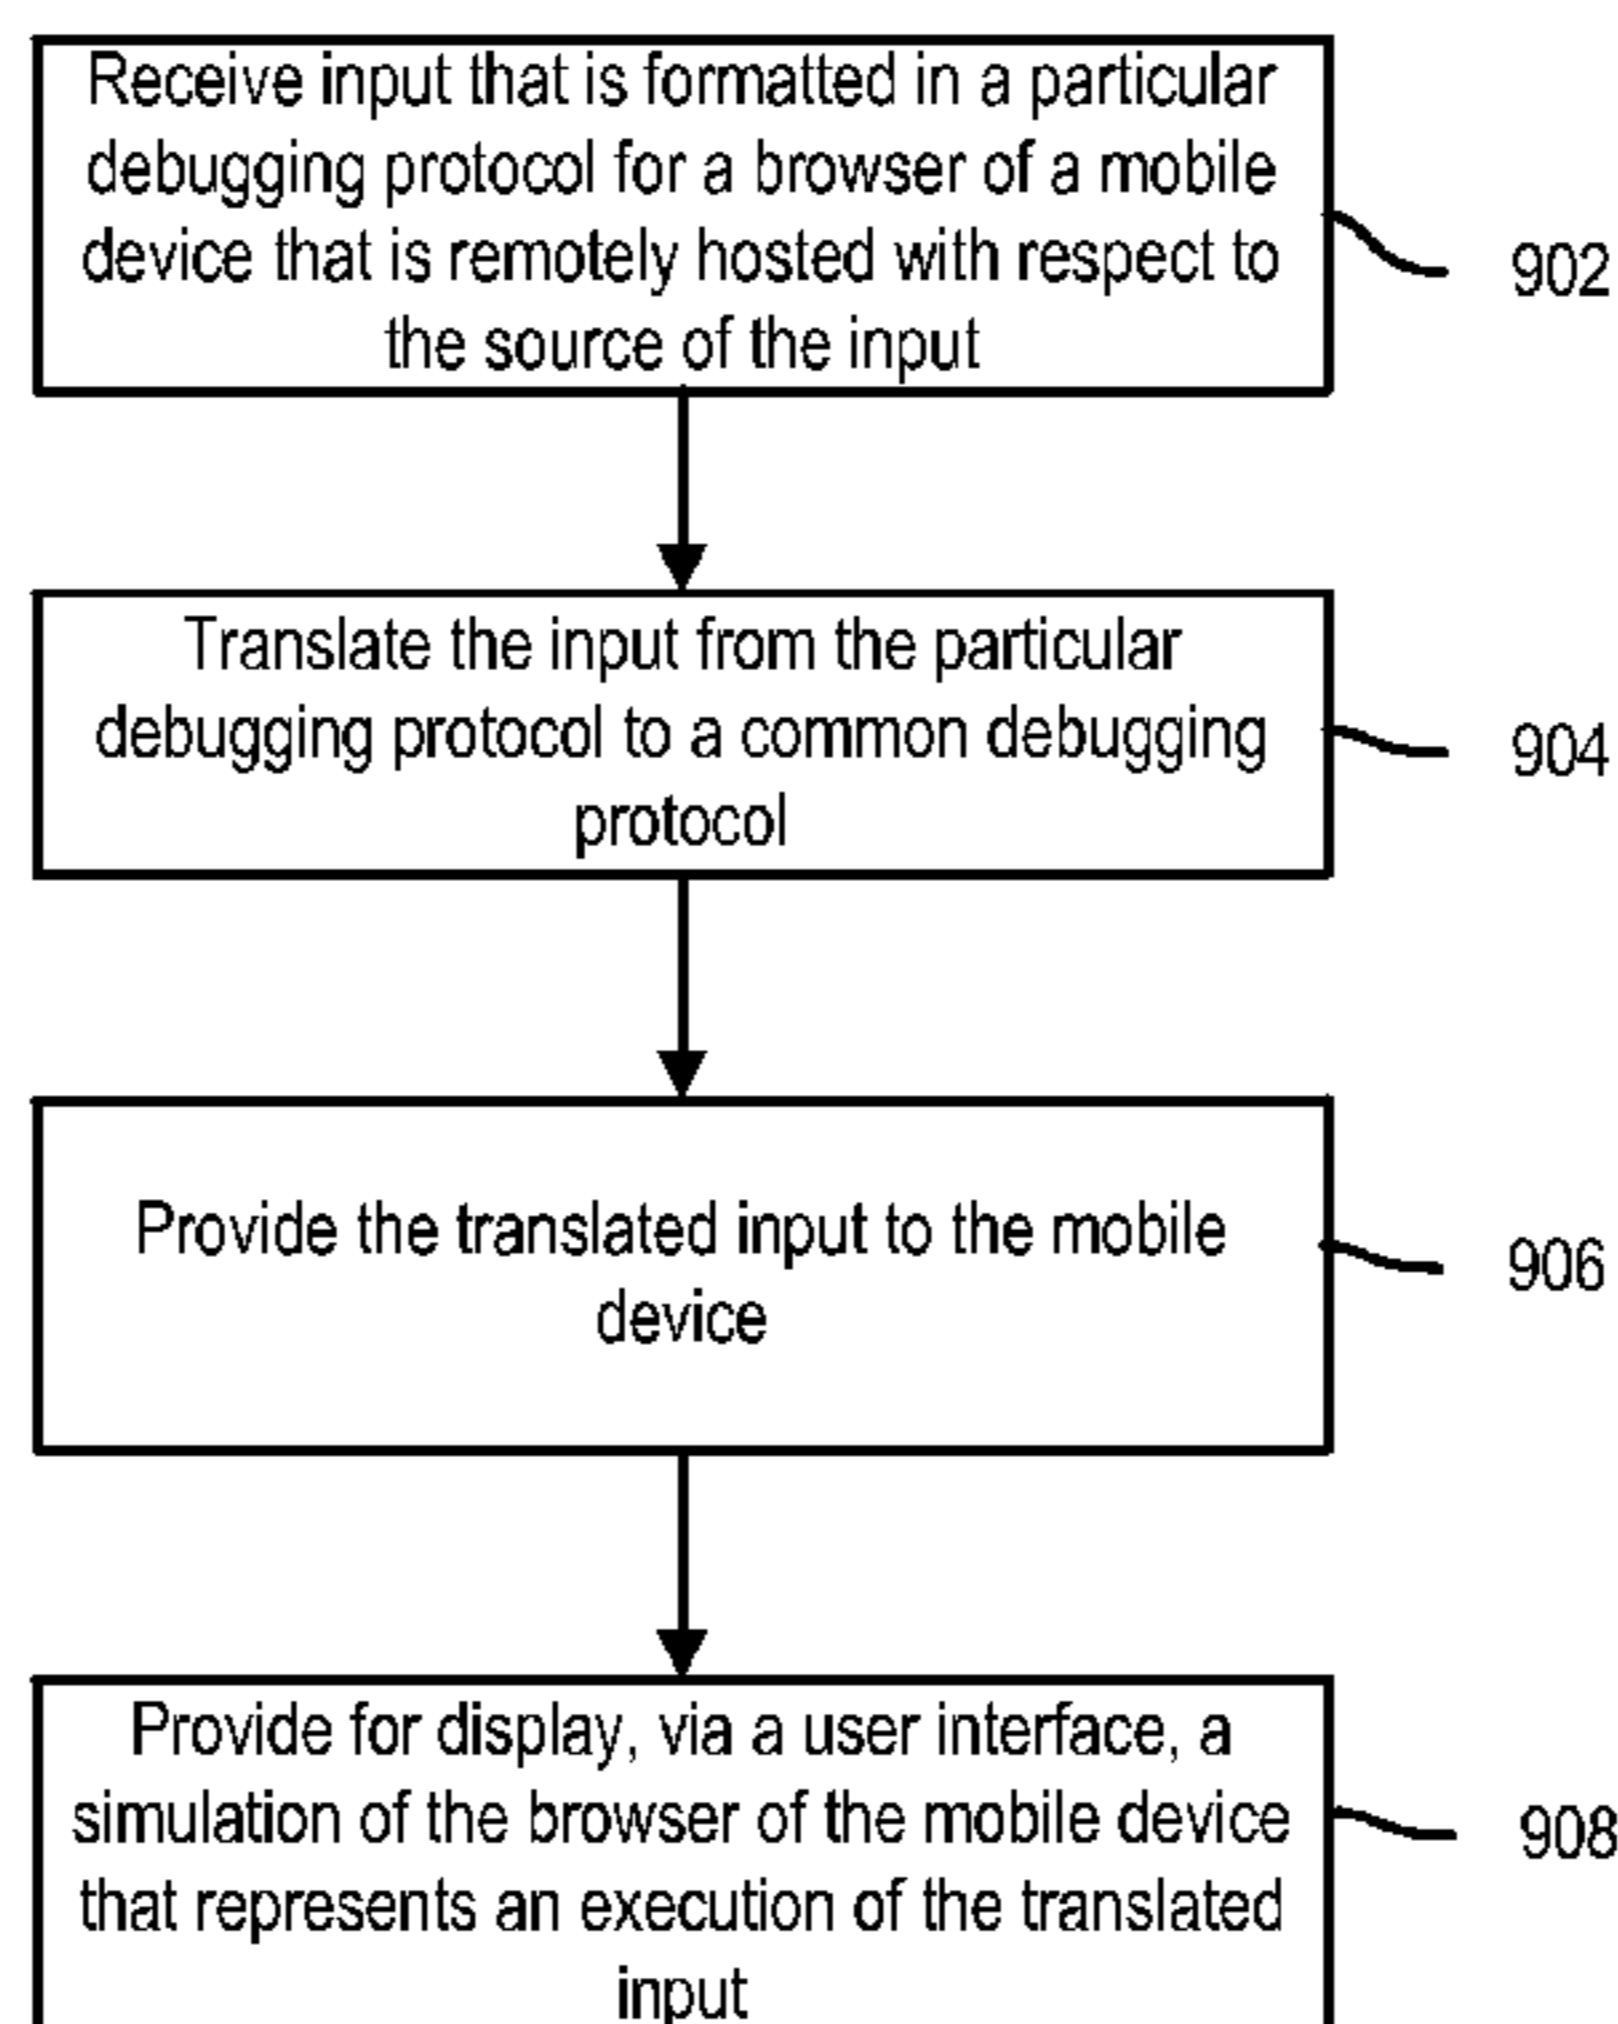 Receive input that is formatted in a particular
debugging protocol for a browser of a mobile
device that is remotely hosted with respect to
the source of the input
902
Translate the input from the particular
debugging protocol to a common debugging
protocol
904
Provide the translated input to the mobile
device
906
Provide for display, via a user interface, a
simulation of the browser of the mobile device
that represents an execution of the translated
input
908